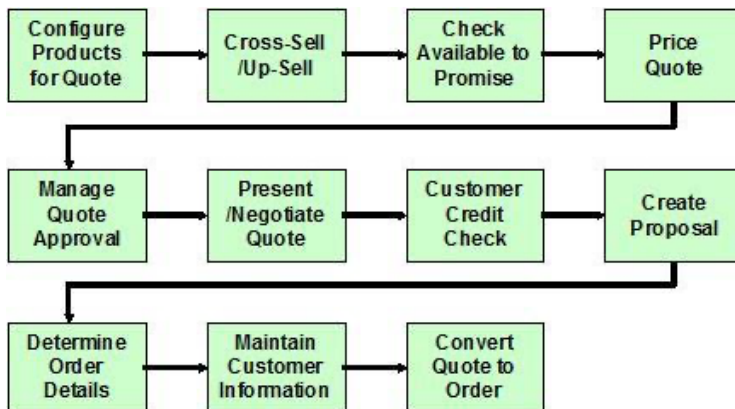 Configure
Products
for Quote
Cross-Sell
/Up-Sell
Check
Available to
Promise
Price
Quote
Manage
Quote
Approval
Present
/Negotiate
Quote
Customer
Credit
Check
Create
Proposal
Determine
Order
Details
Maintain
Customer
Information
Convert
Quote to
Order